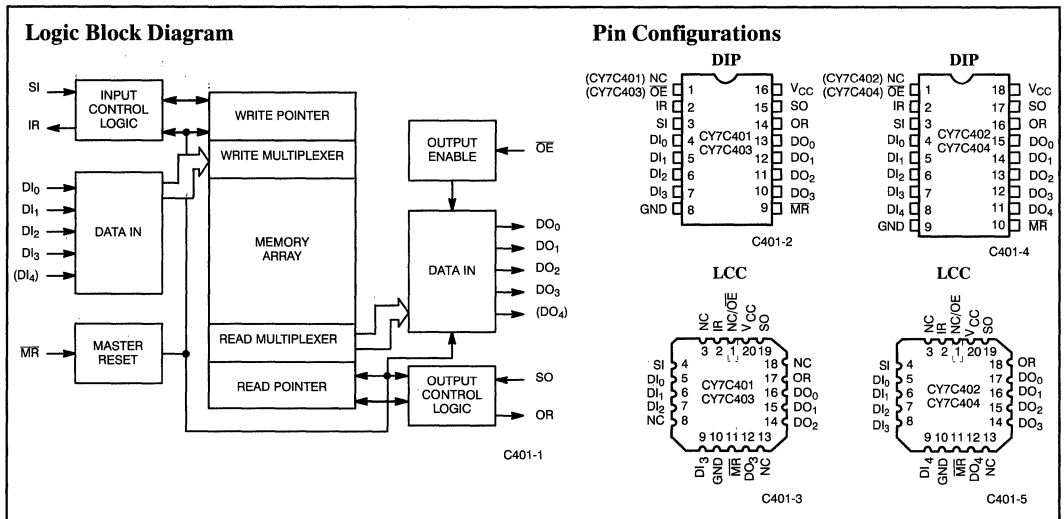 Logic Block Diagram
SI
IR
INPUT
CONTROL
LOGIC
WRITE POINTER
WRITE MULTIPLEXER
MEMORY
ARRAY
READ MULTIPLEXER
READ POINTER
DI0
DI1
DI2
DI3
(DI4)
DATA IN
MR
MASTER
RESET
OUTPUT
ENABLE
OE
DATA IN
DO0
DO1
DO2
DO3
(DO4)
OUTPUT
CONTROL
LOGIC
SO
OR
C401-1
Pin Configurations
DIP
(CY7C401) NC 1 16 VCC
(CY7C403) OE
IR 2 15 SO
SI 3 14 OR
DI0 4 13 DO0
DI1 5 12 DO1
DI2 6 11 DO2
DI3 7 10 DO3
GND 8 9 MR
CY7C401
CY7C403
C401-2
(CY7C402) NC 1 18 VCC
(CY7C404) OE
IR 2 17 SO
SI 3 16 OR
DI0 4 15 DO0
DI1 5 14 DO1
DI2 6 13 DO2
DI3 7 12 DO3
DI4 8 11 DO4
GND 9 10 MR
CY7C402
CY7C404
C401-4
LCC
NC IR NC/OE VCC SO
3 2 1 20 19
SI 4 18 NC
DI0 5 17 OR
DI1 6 16 DO0
DI2 7 15 DO1
NC 8 14 DO2
CY7C401
CY7C403
9 10 11 12 13
DI3 GND MR DO3 NC
C401-3
LCC
NC IR NC/OE VCC SO
3 2 1 20 19
SI 4 18 OR
DI0 5 17 DO0
DI1 6 16 DO1
DI2 7 15 DO2
DI3 8 14 DO3
CY7C402
CY7C404
9 10 11 12 13
DI4 GND MR DO4 NC
C401-5